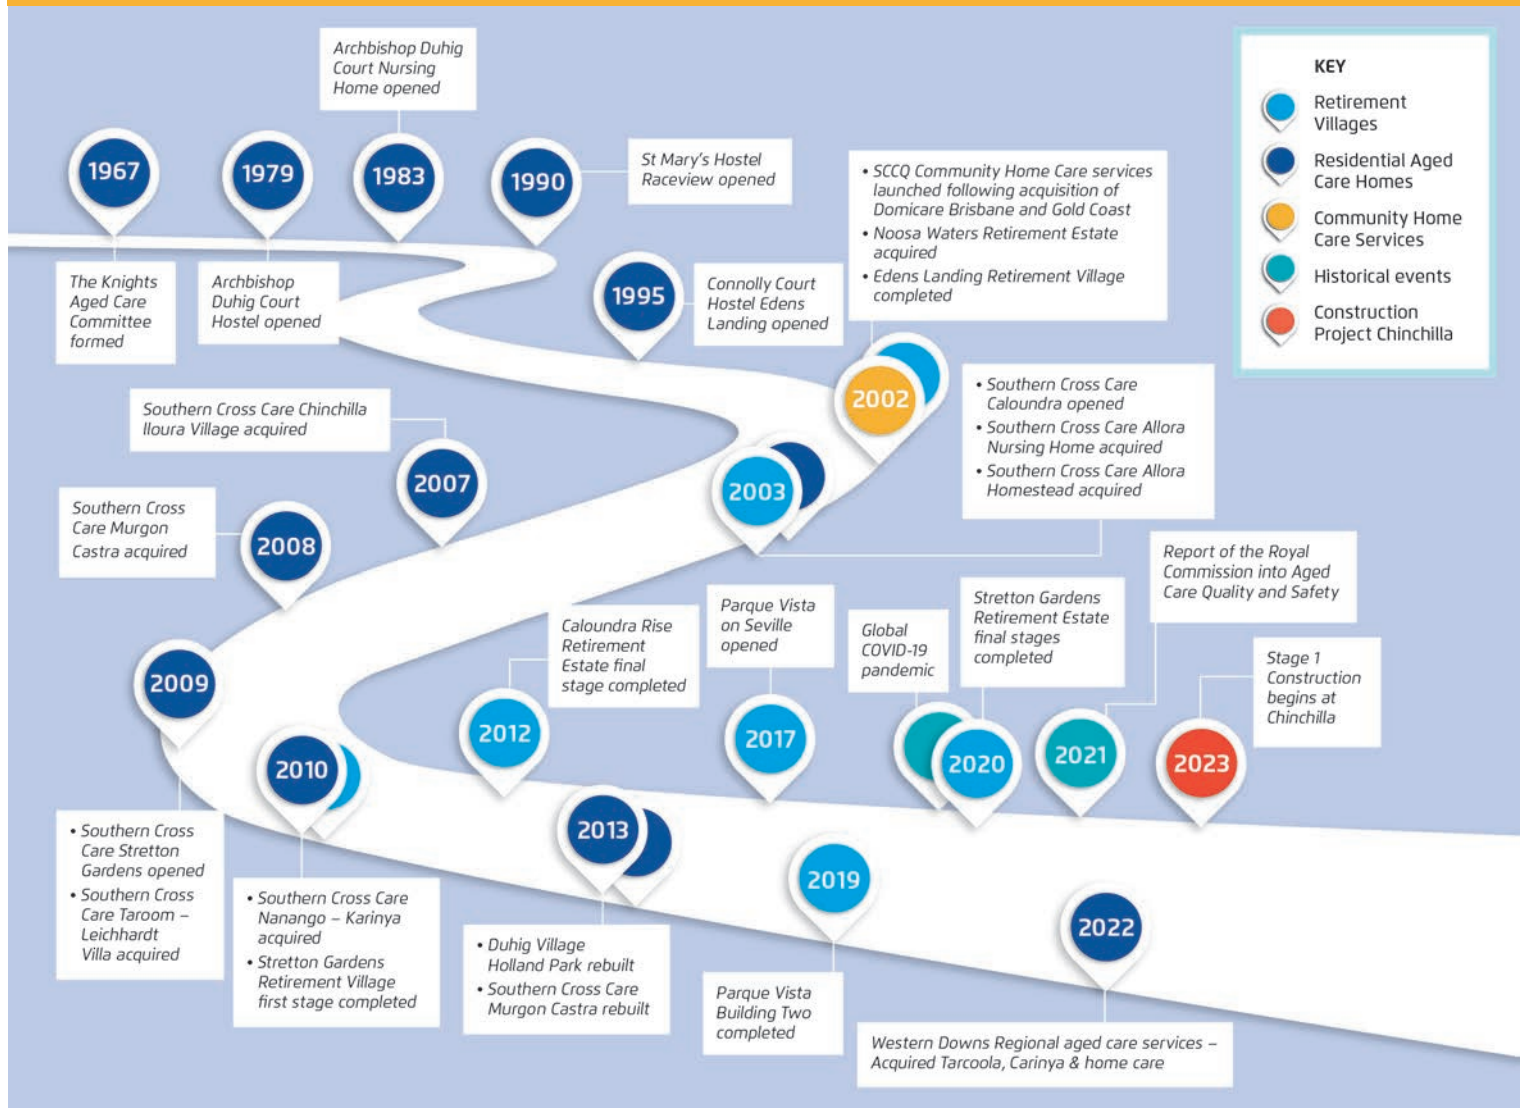 Archbishop Duhig
Court Nursing
Home opened
1967
1979
1983
1990
St Mary's Hostel
Raceview opened
The Knights
Aged Care
Committee
formed
Archbishop
Duhig Court
Hostel opened
1995
Connolly Court
Hostel Edens
Landing opened
• SCCQ Community Home Care services
launched following acquisition of
Domicare Brisbane and Gold Coast
• Noosa Waters Retirement Estate
acquired
• Edens Landing Retirement Village
completed
KEY
Retirement
Villages
Residential Aged
Care Homes
Community Home
Care Services
Historical events
Construction
Project Chinchilla
2002
• Southern Cross Care
Caloundra opened
• Southern Cross Care Allora
Nursing Home acquired
• Southern Cross Care Allora
Homestead acquired
2003
Southern Cross Care Chinchilla
Iloura Village acquired
2007
Southern Cross
Care Murgon
Castra acquired
2008
2009
• Southern Cross
Care Stretton
Gardens opened
• Southern Cross
Care Taroom –
Leichhardt
Villa acquired
2010
• Southern Cross Care
Nanango – Karinya
acquired
• Stretton Gardens
Retirement Village
first stage completed
Caloundra Rise
Retirement
Estate final
stage completed
2012
2013
• Duhig Village
Holland Park rebuilt
• Southern Cross Care
Murgon Castra rebuilt
Parque Vista
on Seville
opened
2017
2019
Parque Vista
Building Two
completed
Global
COVID-19
pandemic
Stretton Gardens
Retirement Estate
final stages
completed
2020
Report of the Royal
Commission into Aged
Care Quality and Safety
2021
2022
Western Downs Regional aged care services –
Acquired Tarcoola, Carinya & home care
Stage 1
Construction
begins at
Chinchilla
2023